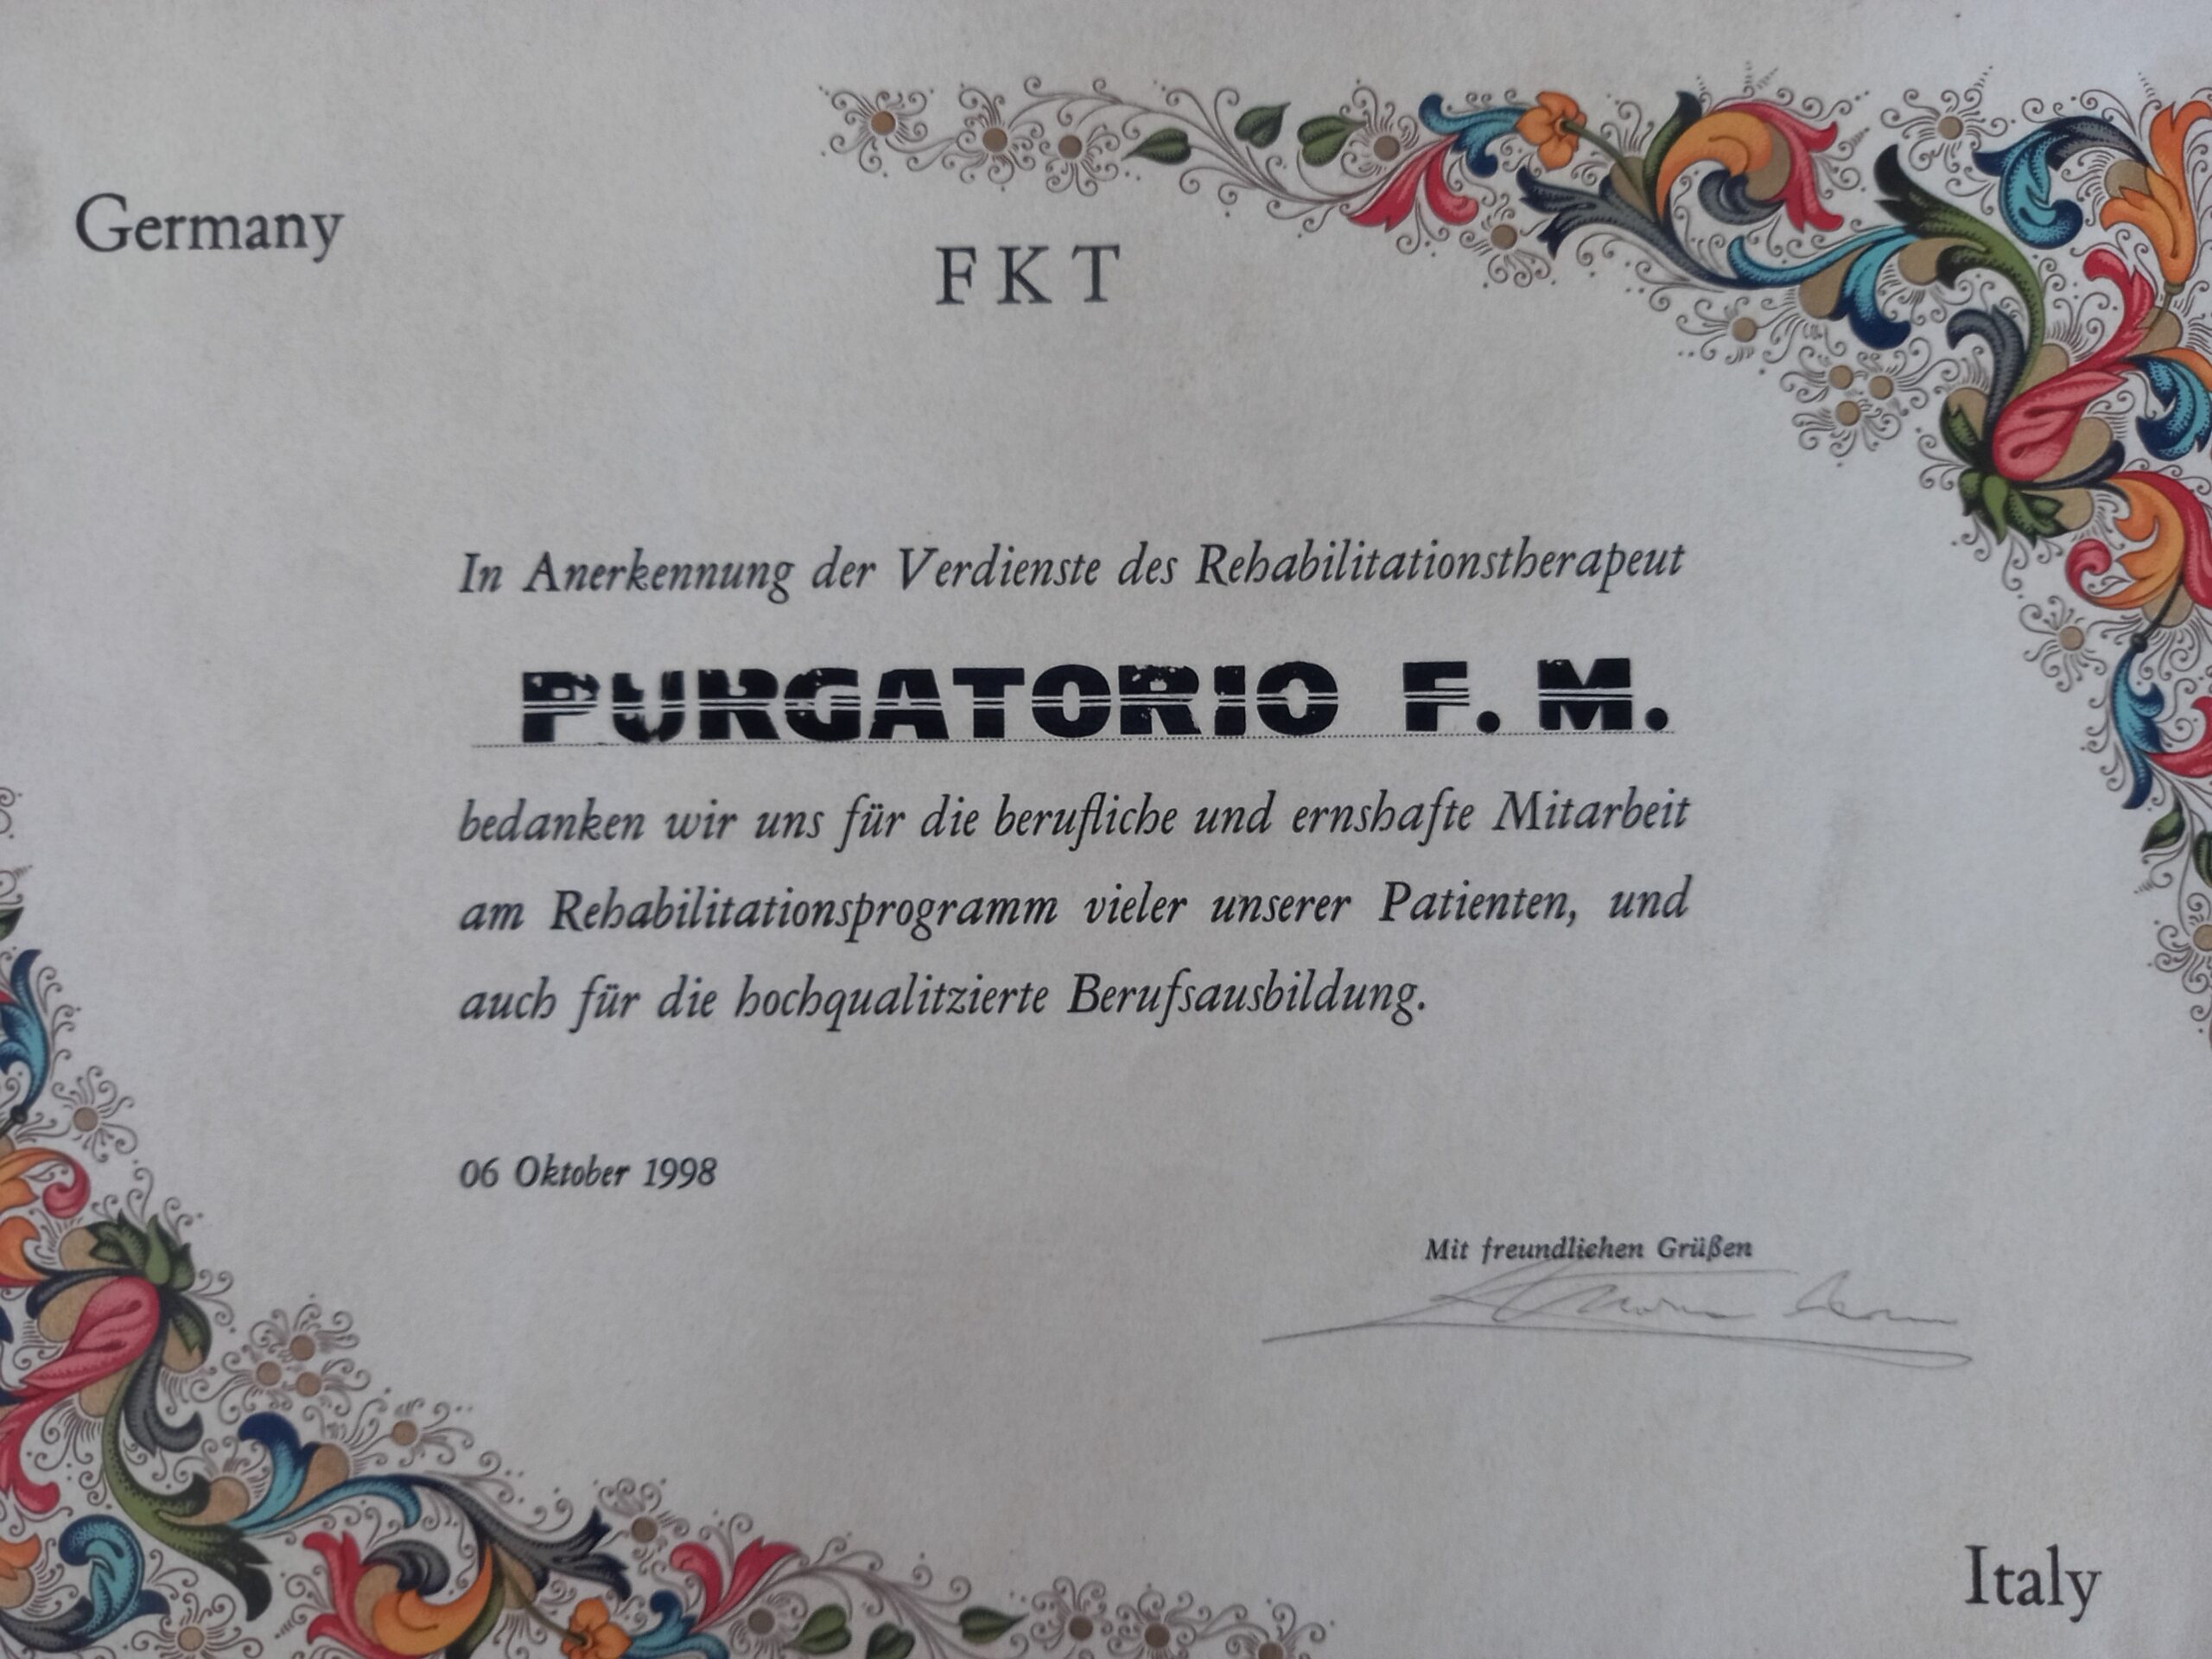 Germany
F K T
In Anerkennung der Verdienste des Rehabilitationstherapeut
PURGATORIO F. M.
bedanken wir uns für die berufliche und ernshafte Mitarbeit
am Rehabilitationsprogramm vieler unserer Patienten, und
auch für die hochqualitzierte Berufsausbildung.
06 Oktober 1998
Mit freundlichen Grüßen
Italy